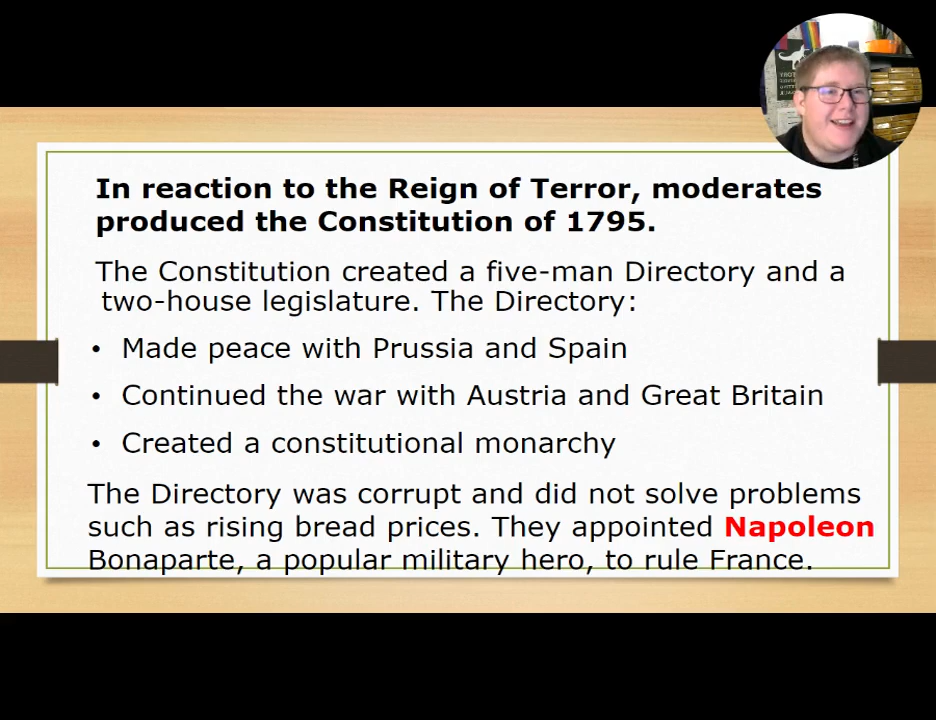 In reaction to the Reign of Terror, moderates
produced the Constitution of 1795.
The Constitution created a five-man Directory and a
two-house legislature. The Directory:
• Made peace with Prussia and Spain
• Continued the war with Austria and Great Britain
• Created a constitutional monarchy
The Directory was corrupt and did not solve problems
such as rising bread prices. They appointed Napoleon
Bonaparte, a popular military hero, to rule France.